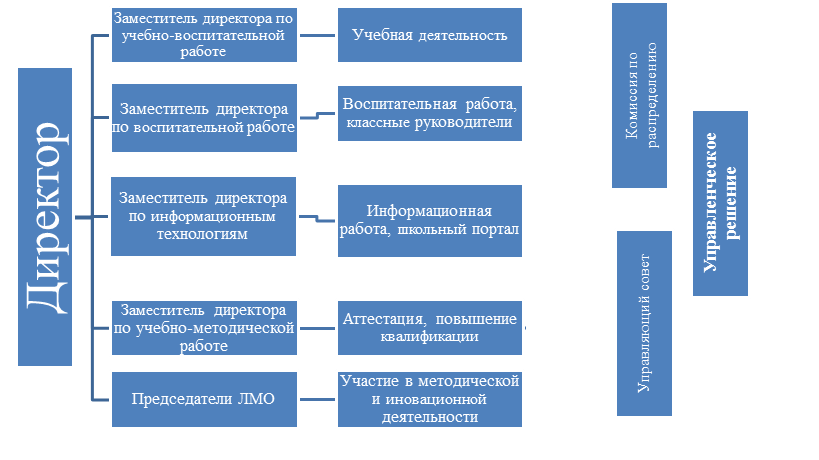 Директор
Заместитель директора по
учебно-воспитательной
работе
Учебная деятельность
Заместитель директора
по воспитательной работе
Воспитательная работа,
классные руководители
Заместитель директора
по информационным
технологиям
Информационная
работа, школьный портал
Заместитель директора
по учебно-методической
работе
Аттестация, повышение
квалификации
Председатели ЛМО
Участие в методической
и иновационной
деятельности
Комиссия по
распределению
Управляющий совет
Управленческое
решение